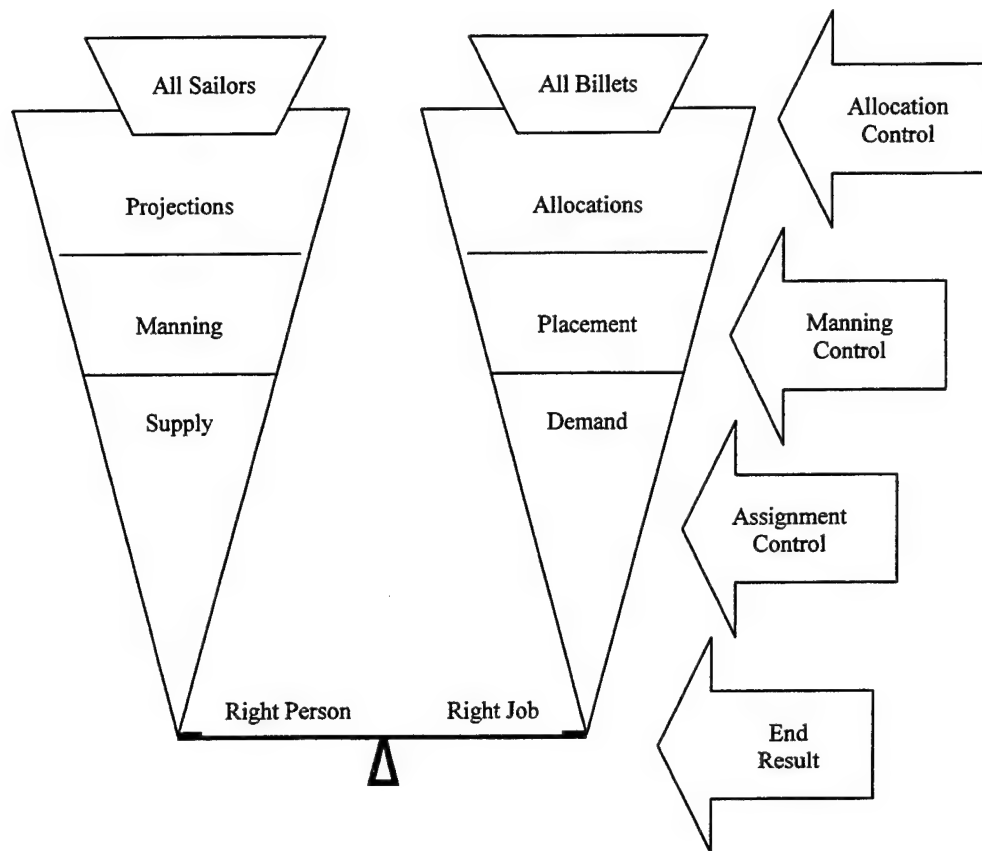 All Sailors
All Billets
Allocation
Control
Projections
Allocations
Manning
Placement
Manning
Control
Supply
Demand
Assignment
Control
Right Person
Right Job
End
Result